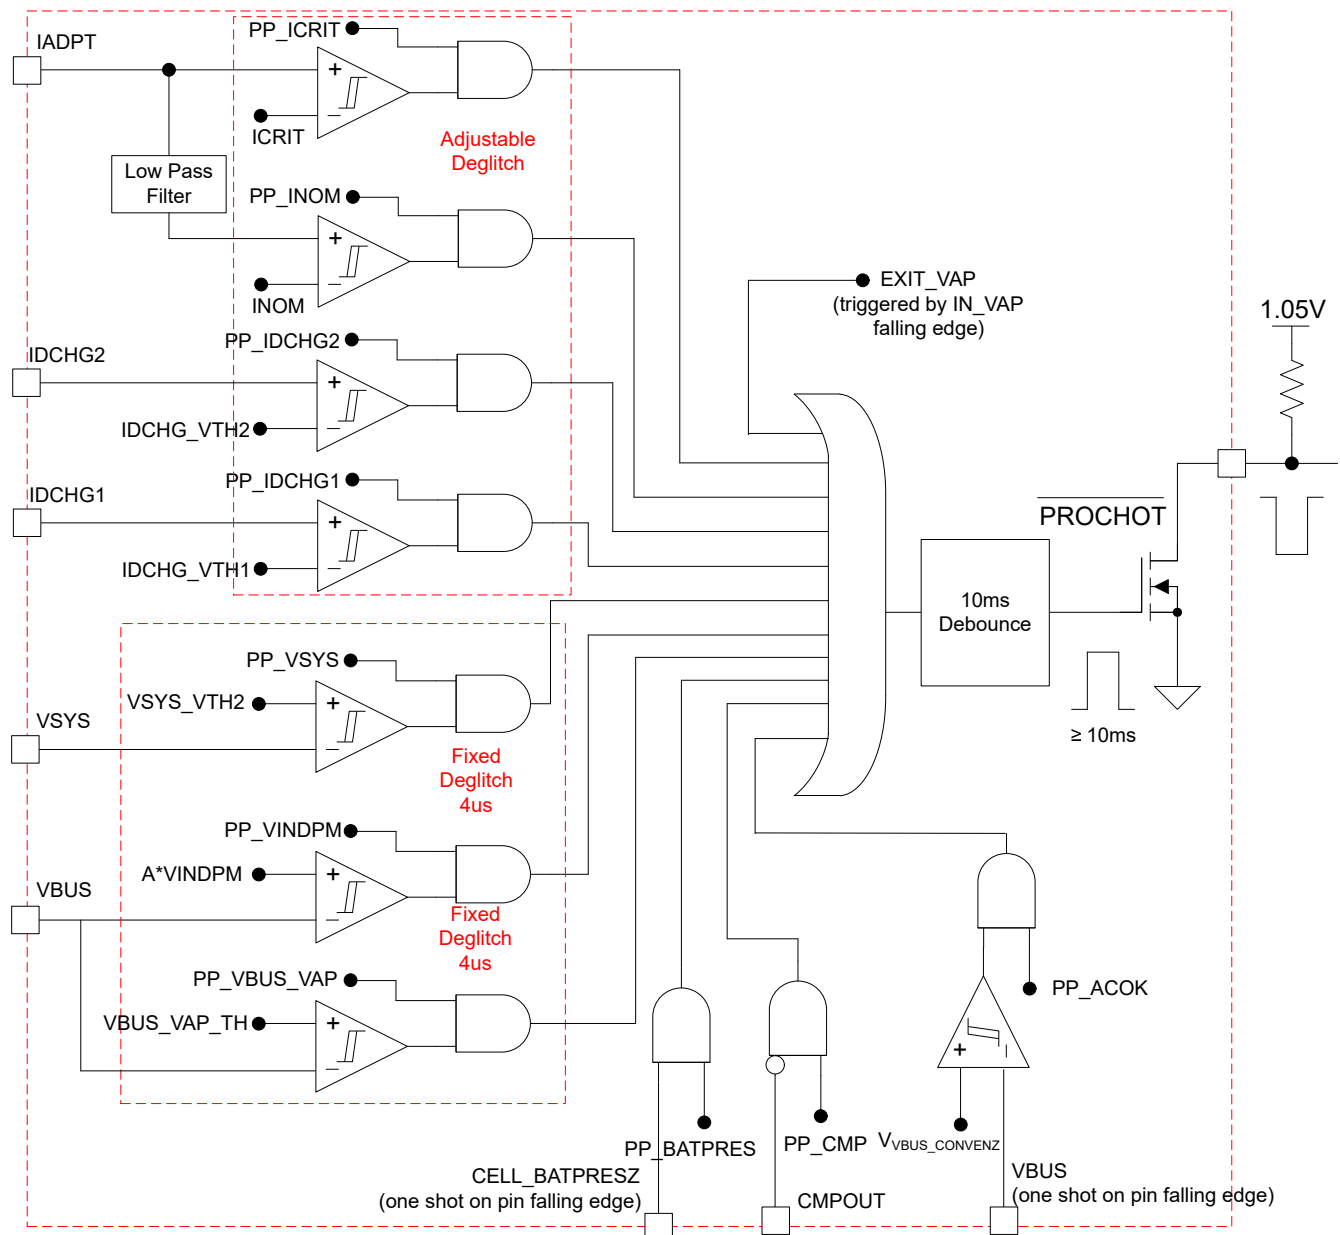 PP_ICRIT
IADPT
+
−
ICRIT
Adjustable
Deglitch
Low Pass
Filter
PP_INOM
+
−
INOM
EXIT_VAP
(triggered by IN_VAP
falling edge)
1.05V
PP_IDCHG2
IDCHG2
+
−
IDCHG_VTH2
PP_IDCHG1
IDCHG1
+
−
IDCHG_VTH1
PROCHOT
10ms
Debounce
≥ 10ms
PP_VSYS
VSYS_VTH2
+
−
VSYS
Fixed
Deglitch
4us
PP_VINDPM
A*VINDPM
+
−
VBUS
Fixed
Deglitch
4us
PP_VBUS_VAP
VBUS_VAP_TH
+
−
PP_ACOK
+
−
PP_BATPRES
PP_CMP
VVBUS_CONVENZ
CELL_BATPRESZ
(one shot on pin falling edge)
CMPOUT
VBUS
(one shot on pin falling edge)